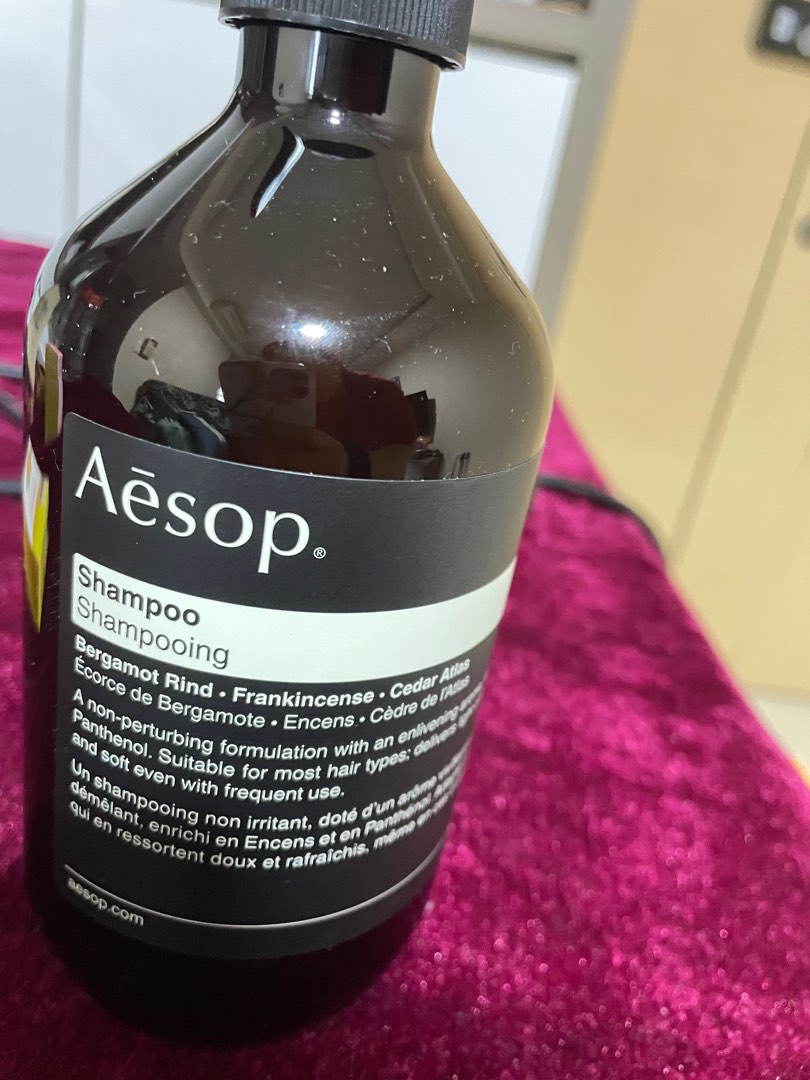 Aēsop®
Shampoo
Shampooing
Bergamot Rind • Frankincense • Cedar Atlas
Écorce de Bergamote • Encens • Cèdre de l'Atlas
A non-perturbing formulation with an enlivening
Panthenol. Suitable for most hair types; delivers
and soft even with frequent use.
Un shampooing non irritant, doté d'un arôme
démêlant, enrichi en Encens et en Panthénol.
qui en ressortent doux et rafraîchis, même en
aesop.com